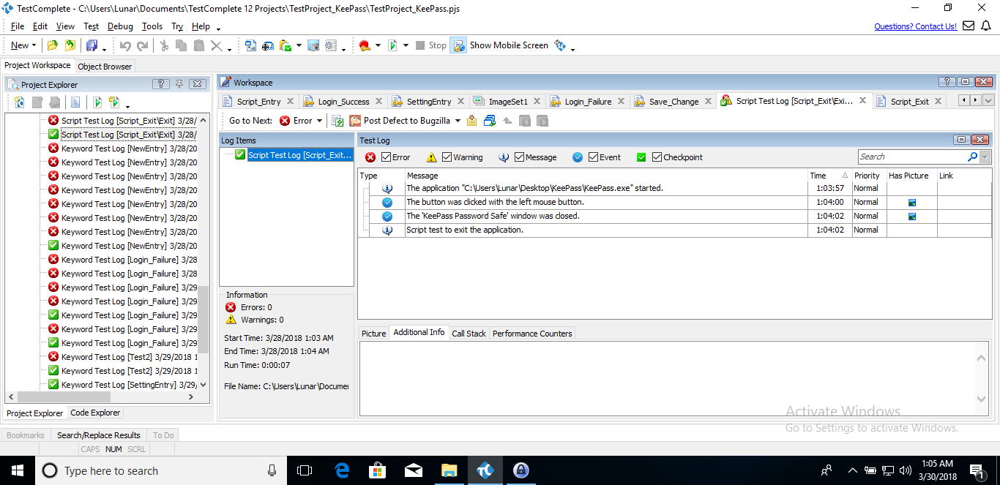 TestComplete - C:\Users\Lunar\Documents\TestComplete 12 Projects\TestProject_KeePass\TestProject_KeePass.pjs
File Edit View Test Debug Tools Try Help
Questions? Contact Us!
New Stop Show Mobile Screen
Project Workspace Object Browser
Project Explorer
Workspace
Script_Entry Login_Success SettingEntry ImageSet1 Login_Failure Save_Change Script Test Log [Script_Exit\Exi... Script_Exit
Go to Next: Error Post Defect to Bugzilla
Script Test Log [Script_Exit\Exit] 3/28/
Script Test Log [Script_Exit\Exit] 3/28/
Keyword Test Log [NewEntry] 3/28/20
Keyword Test Log [NewEntry] 3/28/20
Keyword Test Log [NewEntry] 3/28/20
Keyword Test Log [NewEntry] 3/28/20
Keyword Test Log [NewEntry] 3/28/20
Keyword Test Log [NewEntry] 3/28/20
Keyword Test Log [NewEntry] 3/28/20
Keyword Test Log [NewEntry] 3/28/20
Keyword Test Log [Login_Failure] 3/28
Keyword Test Log [Login_Failure] 3/28
Keyword Test Log [Login_Failure] 3/29
Keyword Test Log [Login_Failure] 3/29
Keyword Test Log [Login_Failure] 3/29
Keyword Test Log [Login_Failure] 3/29
Keyword Test Log [Login_Failure] 3/29
Keyword Test Log [Test2] 3/29/2018 1
Keyword Test Log [Test2] 3/29/2018 1
Keyword Test Log [SettingEntry] 3/29/
Project Explorer Code Explorer
Log Items
Script Test Log [Script_Exit...
Information
Errors: 0
Warnings: 0
Start Time: 3/28/2018 1:03 AM
End Time: 3/28/2018 1:04 AM
Run Time: 0:00:07
File Name: C:\Users\Lunar\Documen
Test Log
Error Warning Message Event Checkpoint
Search
Type Message Time Priority Has Picture Link
The application "C:\Users\Lunar\Desktop\KeePass\KeePass.exe" started. 1:03:57 Normal
The button was clicked with the left mouse button. 1:04:00 Normal
The 'KeePass Password Safe' window was closed. 1:04:02 Normal
Script test to exit the application. 1:04:02 Normal
Picture Additional Info Call Stack Performance Counters
Activate Windows
Go to Settings to activate Windows.
Bookmarks Search/Replace Results To Do
CAPS NUM SCRL
Type here to search
1:05 AM
3/30/2018
1